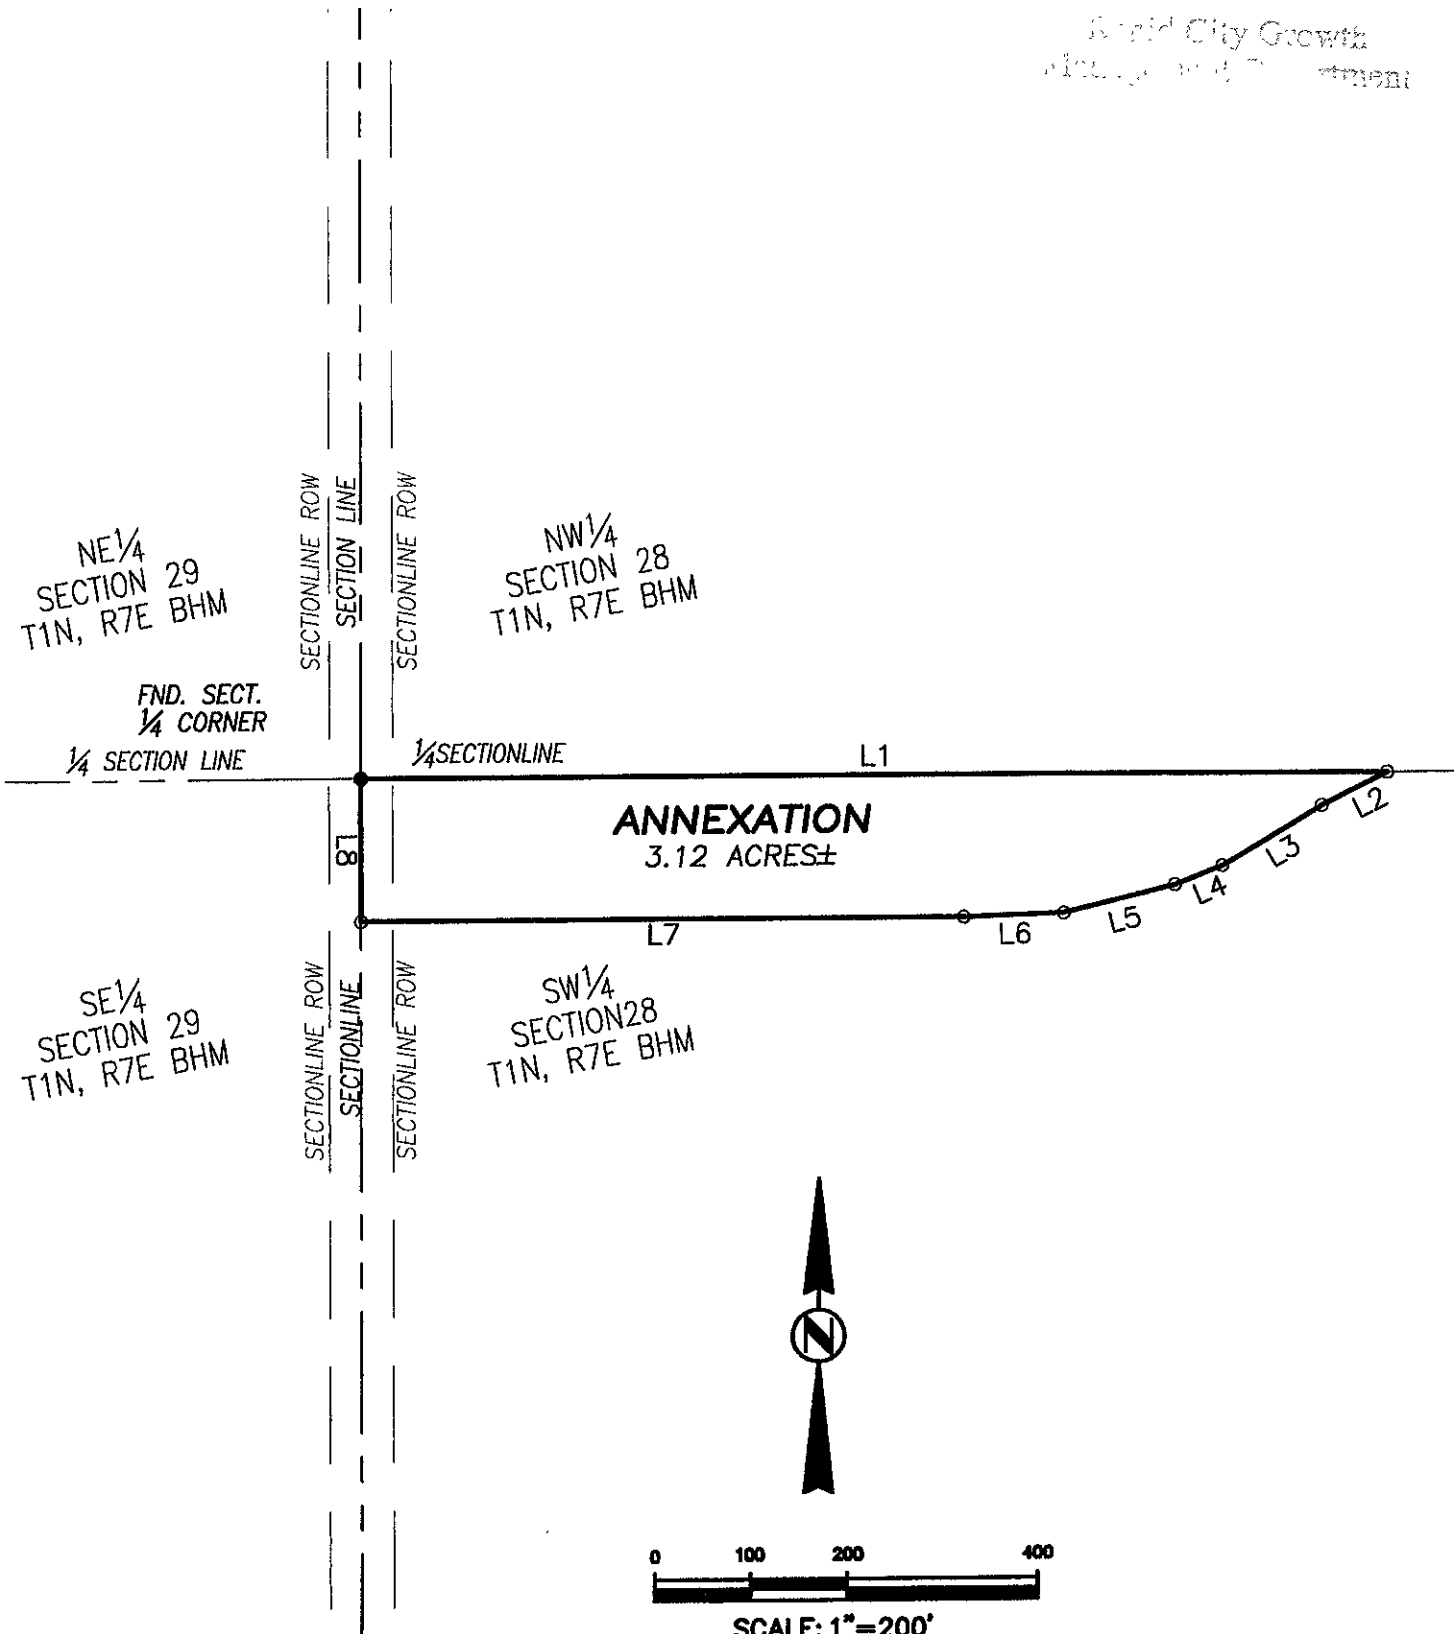 City Growth
NE¼
SECTION 29
T1N, R7E BHM
SECTIONLINE ROW
SECTION LINE
SECTIONLINE ROW
NW¼
SECTION 28
T1N, R7E BHM
FND. SECT.
¼ CORNER
¼ SECTION LINE
¼SECTIONLINE
L1
L2
ANNEXATION
3.12 ACRES±
L8
L3
L4
L5
L6
L7
SE¼
SECTION 29
T1N, R7E BHM
SECTIONLINE ROW
SECTIONLINE
SECTIONLINE ROW
SW¼
SECTION28
T1N, R7E BHM
N
0 100 200 400
SCALE: 1"=200'